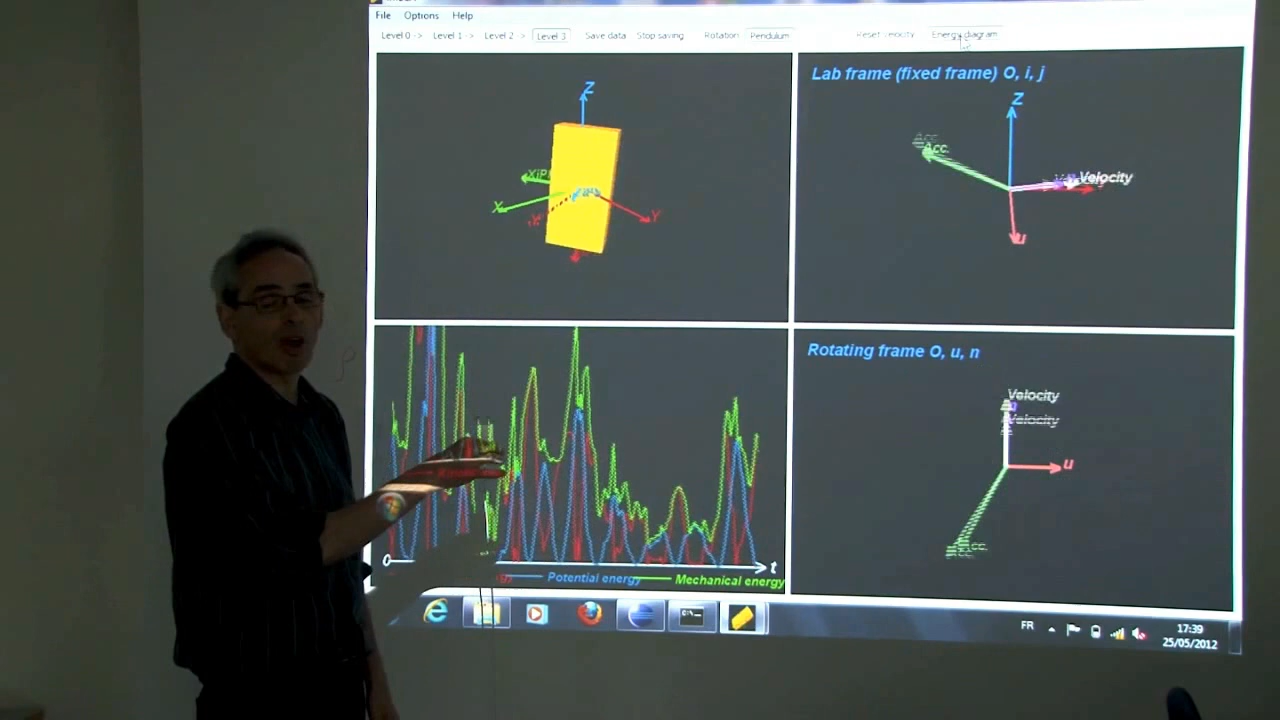 File Options Help
Level 0 -> Level 1 -> Level 2 -> Level 3 Save data Stop saving Rotation Pendulum Reset velocity Energy diagram
Z
X
Y
Lab frame (fixed frame) O, i, j
Z
Acc.
Acc.
Velocity
u
0
t
Potential energy Mechanical energy
Rotating frame O, u, n
Velocity
Velocity
u
Acc.
FR
17:39
25/05/2012